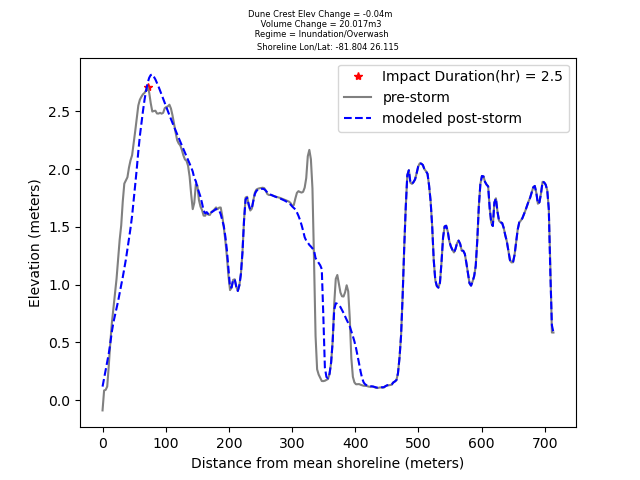 Dune Crest Elev Change = -0.04m
Volume Change = 20.017m3
Regime = Inundation/Overwash
Shoreline Lon/Lat: -81.804 26.115
Impact Duration(hr) = 2.5
pre-storm
modeled post-storm
Elevation (meters)
2.5
2.0
1.5
1.0
0.5
0.0
0 100 200 300 400 500 600 700
Distance from mean shoreline (meters)